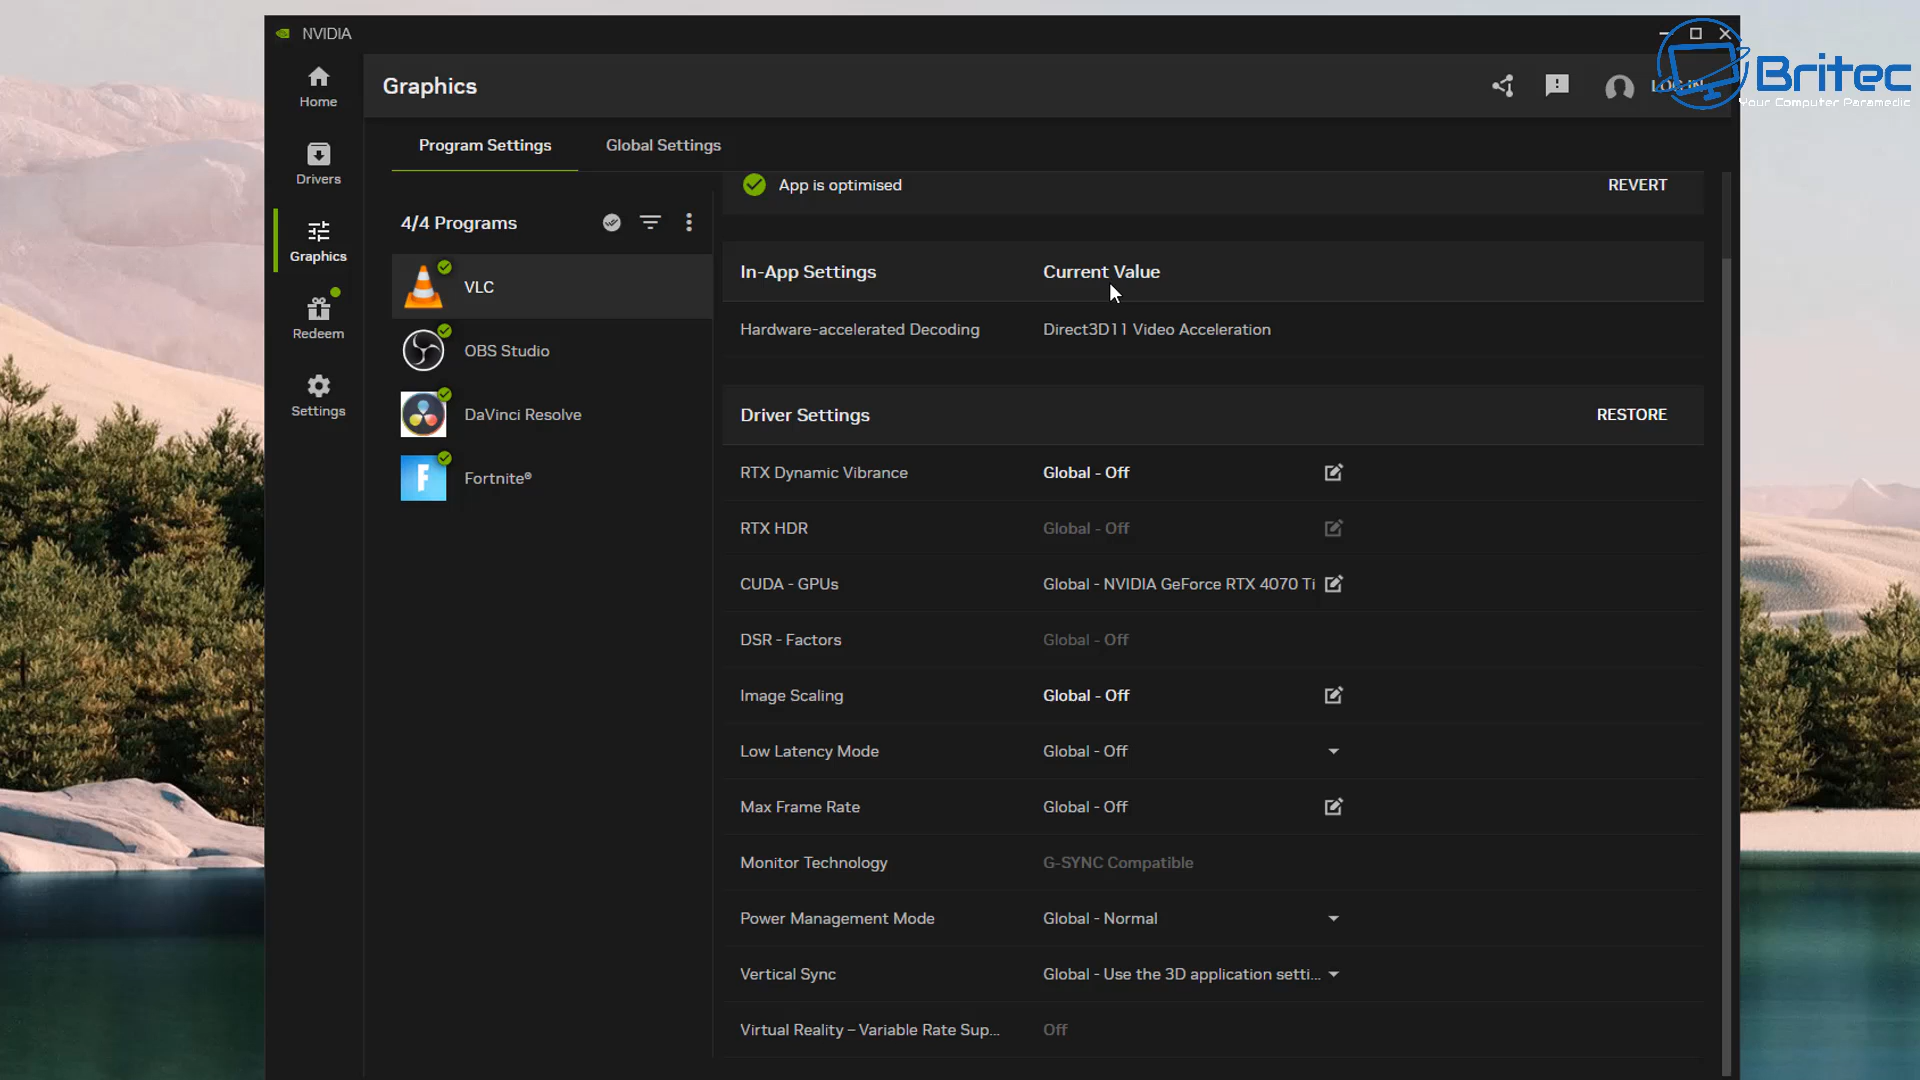 NVIDIA
Britec
Your Computer Paramedic
Home
Graphics
LOG IN
Drivers
Program Settings
Global Settings
App is optimised
REVERT
4/4 Programs
Graphics
In-App Settings
Current Value
VLC
Redeem
Hardware-accelerated Decoding
Direct3D11 Video Acceleration
OBS Studio
Settings
DaVinci Resolve
Driver Settings
RESTORE
Fortnite®
RTX Dynamic Vibrance
Global - Off
RTX HDR
Global - Off
CUDA - GPUs
Global - NVIDIA GeForce RTX 4070 Ti
DSR - Factors
Global - Off
Image Scaling
Global - Off
Low Latency Mode
Global - Off
Max Frame Rate
Global - Off
Monitor Technology
G-SYNC Compatible
Power Management Mode
Global - Normal
Vertical Sync
Global - Use the 3D application setti...
Virtual Reality – Variable Rate Sup...
Off